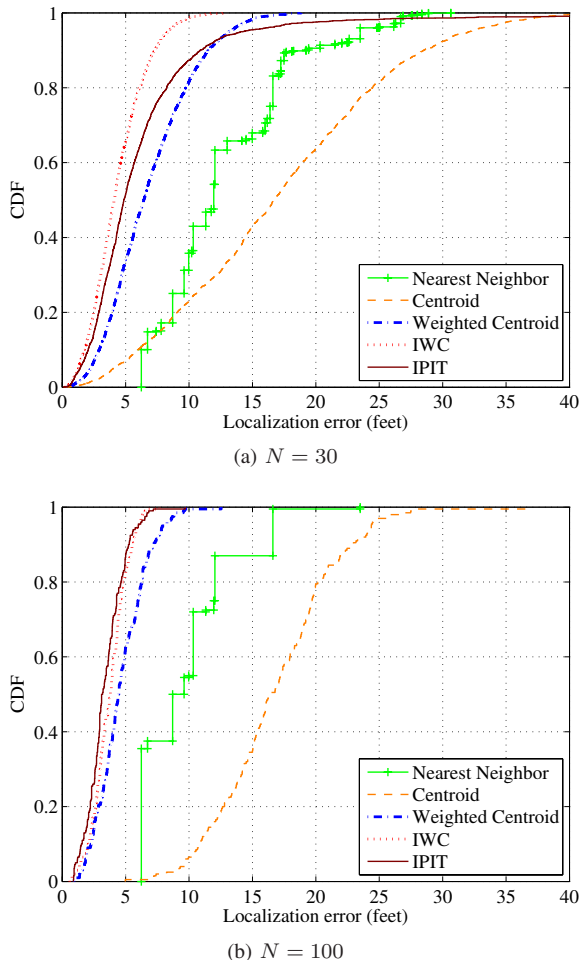 1
0.8
0.6
0.4
0.2
0
CDF
0 5 10 15 20 25 30 35 40
Localization error (feet)
Nearest Neighbor
Centroid
Weighted Centroid
IWC
IPIT
(a) N = 30
1
0.8
0.6
0.4
0.2
0
CDF
0 5 10 15 20 25 30 35 40
Localization error (feet)
Nearest Neighbor
Centroid
Weighted Centroid
IWC
IPIT
(b) N = 100